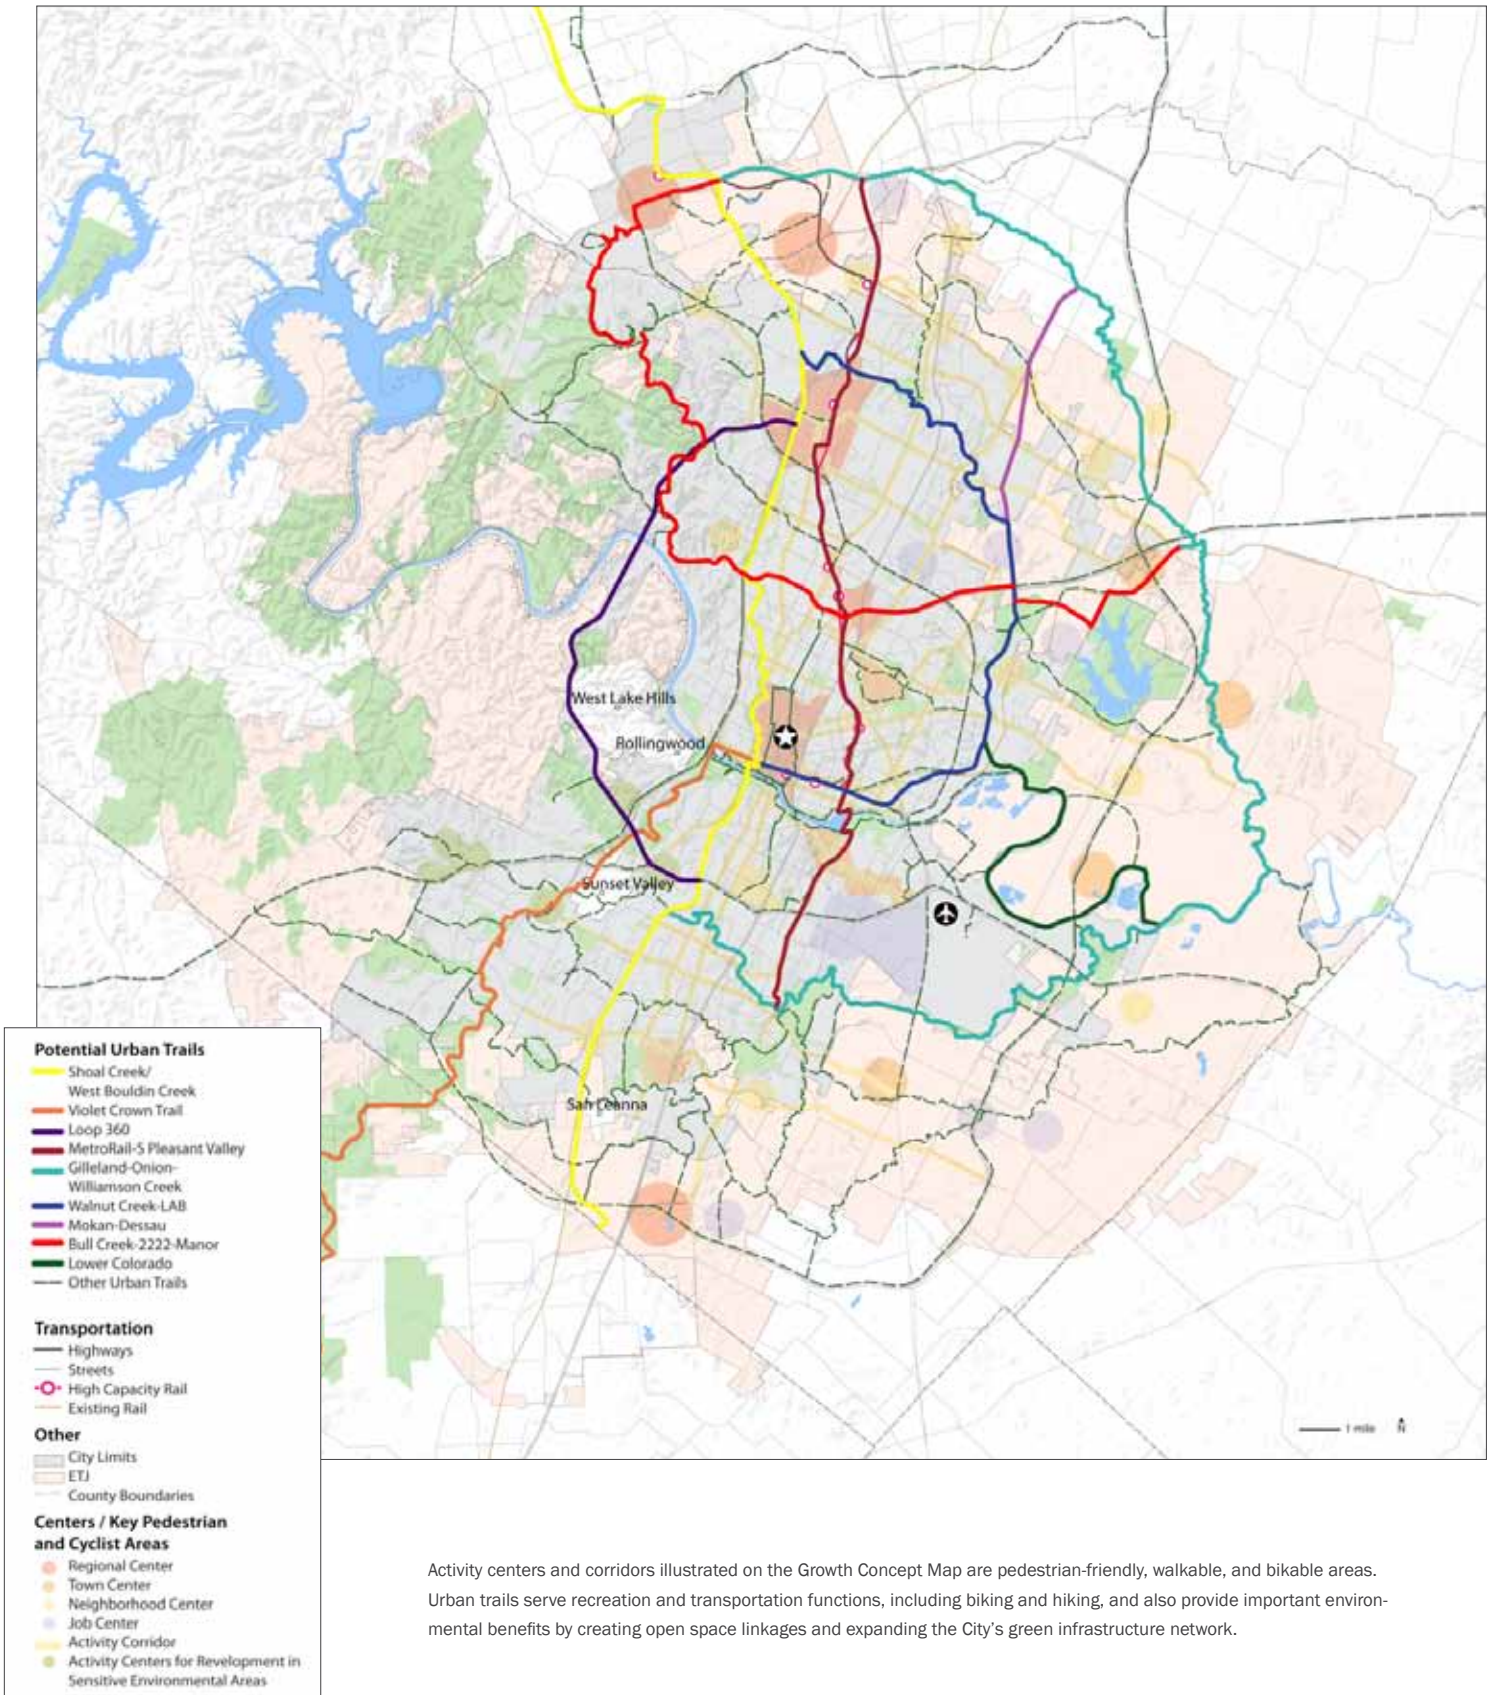 West Lake Hills
Rollingwood
Sunset Valley
San Leanna
1 mile N
Potential Urban Trails
Shoal Creek/
West Bouldin Creek
Violet Crown Trail
Loop 360
MetroRail-S Pleasant Valley
Gilleland-Onion-
Williamson Creek
Walnut Creek-LAB
Mokan-Dessau
Bull Creek-2222-Manor
Lower Colorado
Other Urban Trails
Transportation
Highways
Streets
High Capacity Rail
Existing Rail
Other
City Limits
ETJ
County Boundaries
Centers / Key Pedestrian
and Cyclist Areas
Regional Center
Town Center
Neighborhood Center
Job Center
Activity Corridor
Activity Centers for Revelopment in
Sensitive Environmental Areas
Activity centers and corridors illustrated on the Growth Concept Map are pedestrian-friendly, walkable, and bikable areas.
Urban trails serve recreation and transportation functions, including biking and hiking, and also provide important environ-
mental benefits by creating open space linkages and expanding the City's green infrastructure network.